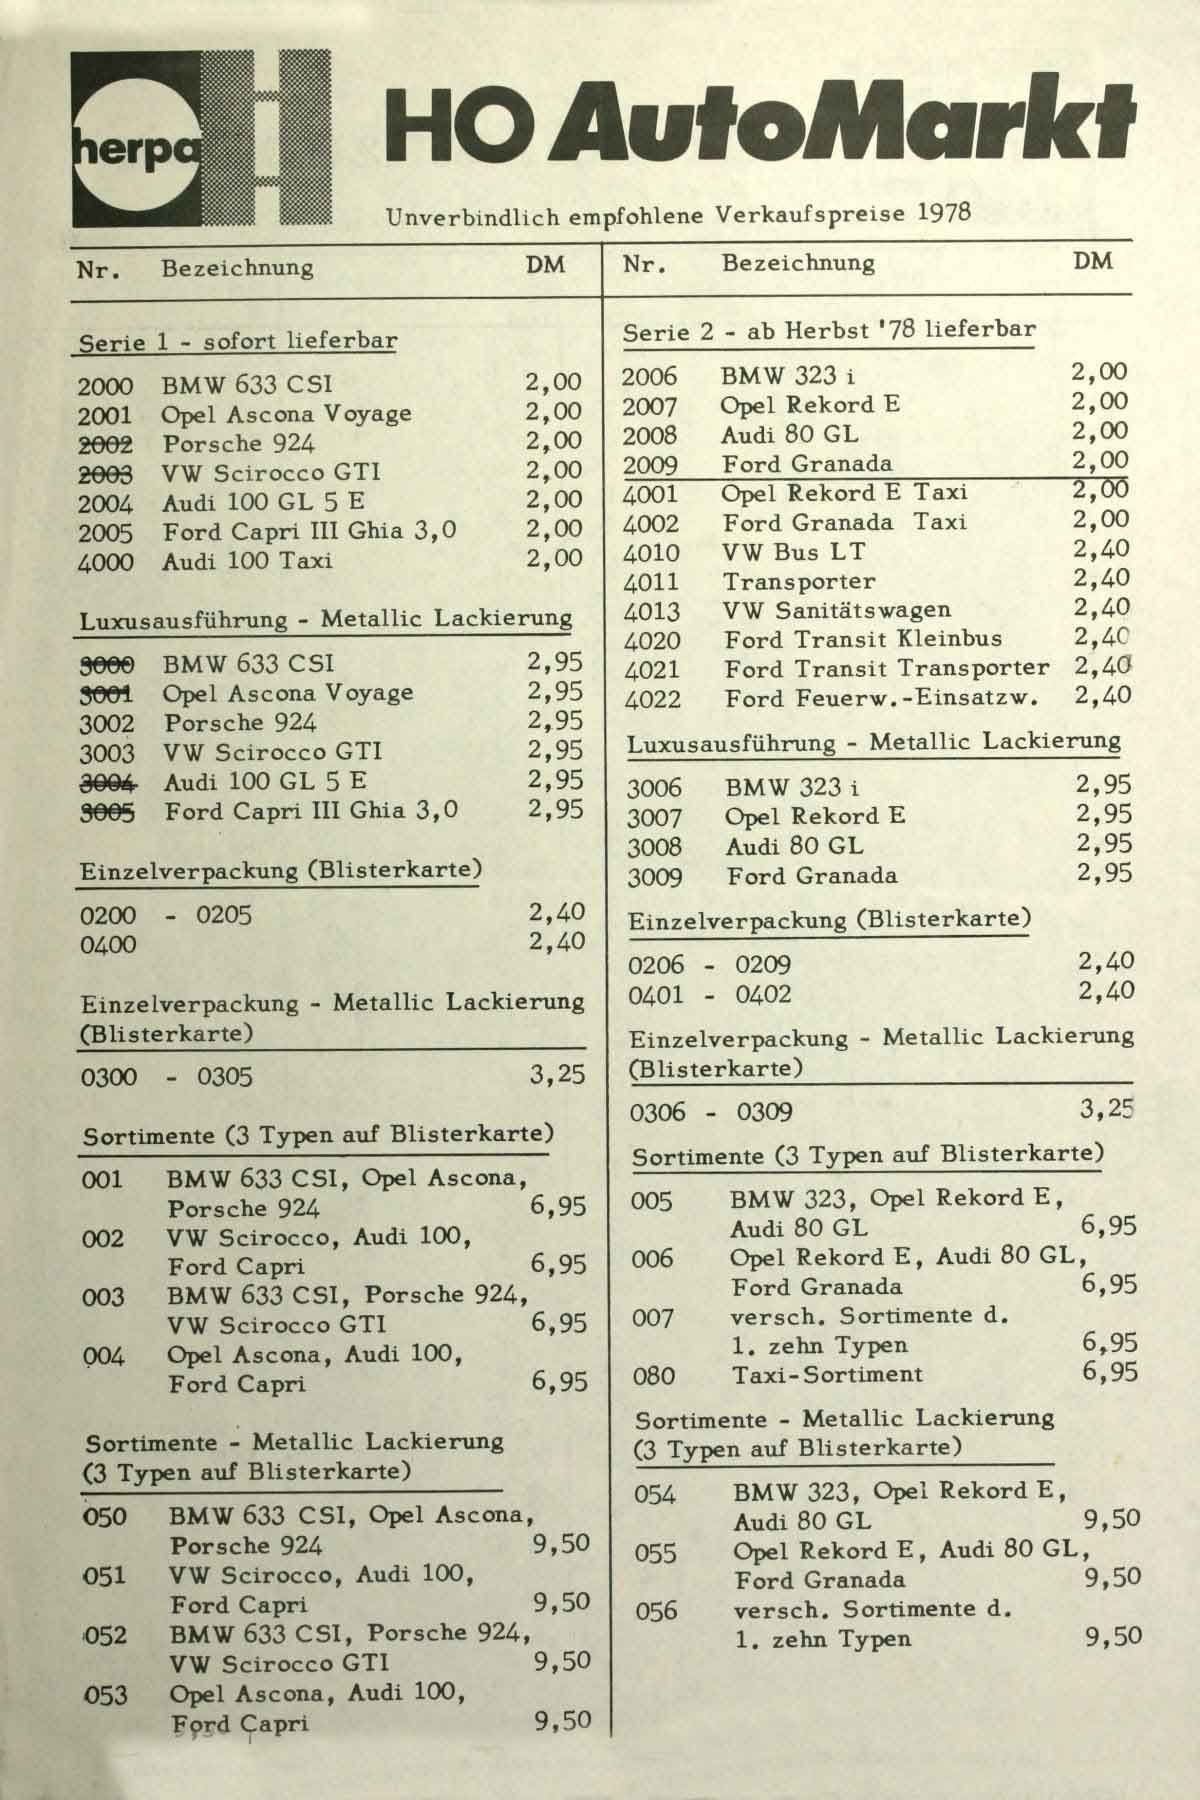 herpa
HO AutoMarkt
Unverbindlich empfohlene Verkaufspreise 1978
Nr. Bezeichnung DM
Serie 1 - sofort lieferbar
2000 BMW 633 CSI 2,00
2001 Opel Ascona Voyage 2,00
2002 Porsche 924 2,00
2003 VW Scirocco GTI 2,00
2004 Audi 100 GL 5 E 2,00
2005 Ford Capri III Ghia 3,0 2,00
4000 Audi 100 Taxi 2,00
Luxusausführung - Metallic Lackierung
3000 BMW 633 CSI 2,95
3001 Opel Ascona Voyage 2,95
3002 Porsche 924 2,95
3003 VW Scirocco GTI 2,95
3004 Audi 100 GL 5 E 2,95
3005 Ford Capri III Ghia 3,0 2,95
Einzelverpackung (Blisterkarte)
0200 - 0205 2,40
0400 2,40
Einzelverpackung - Metallic Lackierung
(Blisterkarte)
0300 - 0305 3,25
Sortimente (3 Typen auf Blisterkarte)
001 BMW 633 CSI, Opel Ascona,
Porsche 924 6,95
002 VW Scirocco, Audi 100,
Ford Capri 6,95
003 BMW 633 CSI, Porsche 924,
VW Scirocco GTI 6,95
004 Opel Ascona, Audi 100,
Ford Capri 6,95
Sortimente - Metallic Lackierung
(3 Typen auf Blisterkarte)
050 BMW 633 CSI, Opel Ascona,
Porsche 924 9,50
051 VW Scirocco, Audi 100,
Ford Capri 9,50
052 BMW 633 CSI, Porsche 924,
VW Scirocco GTI 9,50
053 Opel Ascona, Audi 100,
Ford Capri 9,50
Nr. Bezeichnung DM
Serie 2 - ab Herbst '78 lieferbar
2006 BMW 323 i 2,00
2007 Opel Rekord E 2,00
2008 Audi 80 GL 2,00
2009 Ford Granada 2,00
4001 Opel Rekord E Taxi 2,00
4002 Ford Granada Taxi 2,00
4010 VW Bus LT 2,40
4011 Transporter 2,40
4013 VW Sanitätswagen 2,40
4020 Ford Transit Kleinbus 2,40
4021 Ford Transit Transporter 2,40
4022 Ford Feuerw.-Einsatzw. 2,40
Luxusausführung - Metallic Lackierung
3006 BMW 323 i 2,95
3007 Opel Rekord E 2,95
3008 Audi 80 GL 2,95
3009 Ford Granada 2,95
Einzelverpackung (Blisterkarte)
0206 - 0209 2,40
0401 - 0402 2,40
Einzelverpackung - Metallic Lackierung
(Blisterkarte)
0306 - 0309 3,25
Sortimente (3 Typen auf Blisterkarte)
005 BMW 323, Opel Rekord E,
Audi 80 GL 6,95
006 Opel Rekord E, Audi 80 GL,
Ford Granada 6,95
007 versch. Sortimente d.
1. zehn Typen 6,95
080 Taxi-Sortiment 6,95
Sortimente - Metallic Lackierung
(3 Typen auf Blisterkarte)
054 BMW 323, Opel Rekord E,
Audi 80 GL 9,50
055 Opel Rekord E, Audi 80 GL,
Ford Granada 9,50
056 versch. Sortimente d.
1. zehn Typen 9,50